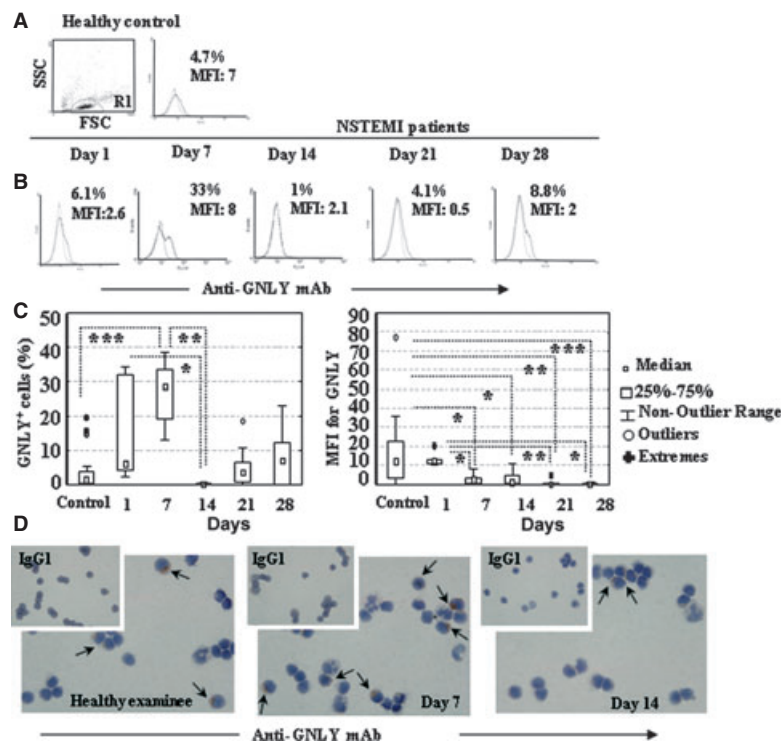 A
Healthy control
SSC
R1
FSC
4.7%
MFI: 7
NSTEMI patients
Day 1 Day 7 Day 14 Day 21 Day 28
B
6.1%
MFI:2.6
33%
MFI: 8
1%
MFI: 2.1
4.1%
MFI: 0.5
8.8%
MFI: 2
Anti-GNLY mAb
C
GNLY+ cells (%)
50
40
30
20
10
0
*** ** *
Control 1 7 14 21 28
Days
MFI for GNLY
90
80
70
60
50
40
30
20
10
0
***
**
*
*
* ** *
Control 1 7 14 21 28
Days
Median
25%-75%
Non-Outlier Range
Outliers
Extremes
D
IgG1
Healthy examinee
IgG1
Day 7
IgG1
Day 14
Anti-GNLY mAb